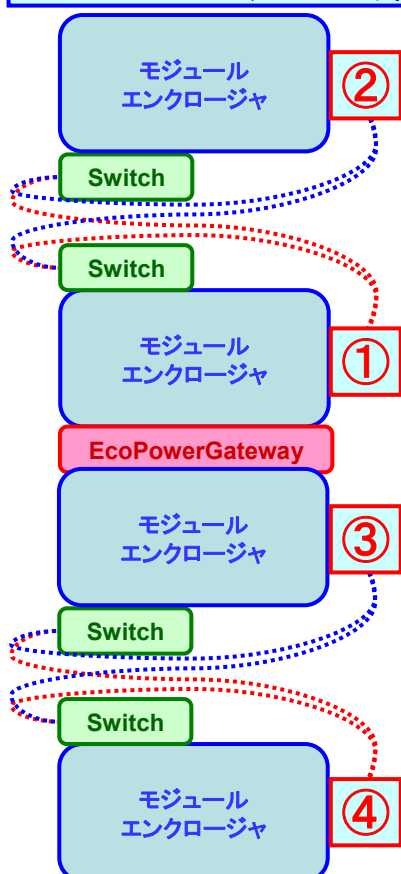 モジュール
エンクロージャ
②
Switch
Switch
モジュール
エンクロージャ
①
EcoPowerGateway
モジュール
エンクロージャ
③
Switch
Switch
モジュール
エンクロージャ
④